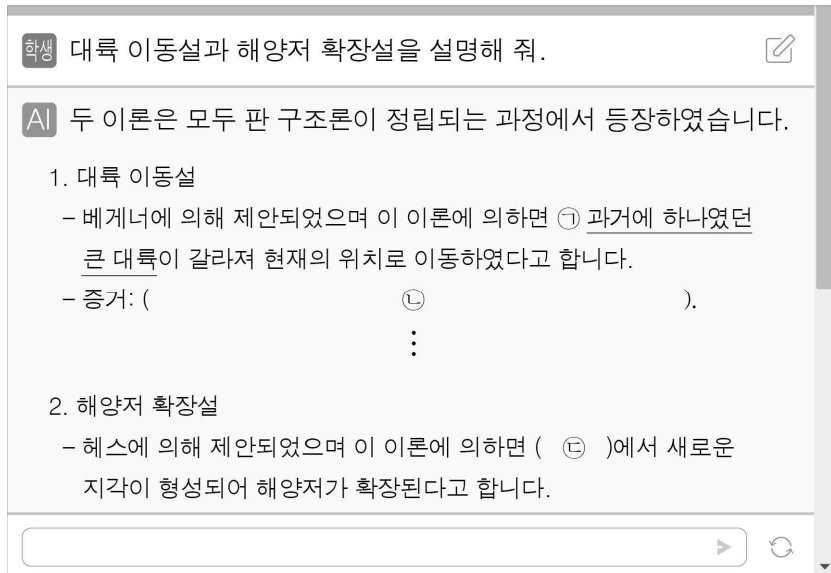 학생 대륙 이동설과 해양저 확장설을 설명해 줘.
AI 두 이론은 모두 판 구조론이 정립되는 과정에서 등장하였습니다.
1. 대륙 이동설
– 베게너에 의해 제안되었으며 이 이론에 의하면 ㉠ 과거에 하나였던
큰 대륙이 갈라져 현재의 위치로 이동하였다고 합니다.
– 증거: ( ㉡ ).
⋮
2. 해양저 확장설
– 헤스에 의해 제안되었으며 이 이론에 의하면 ( ㉢ )에서 새로운
지각이 형성되어 해양저가 확장된다고 합니다.